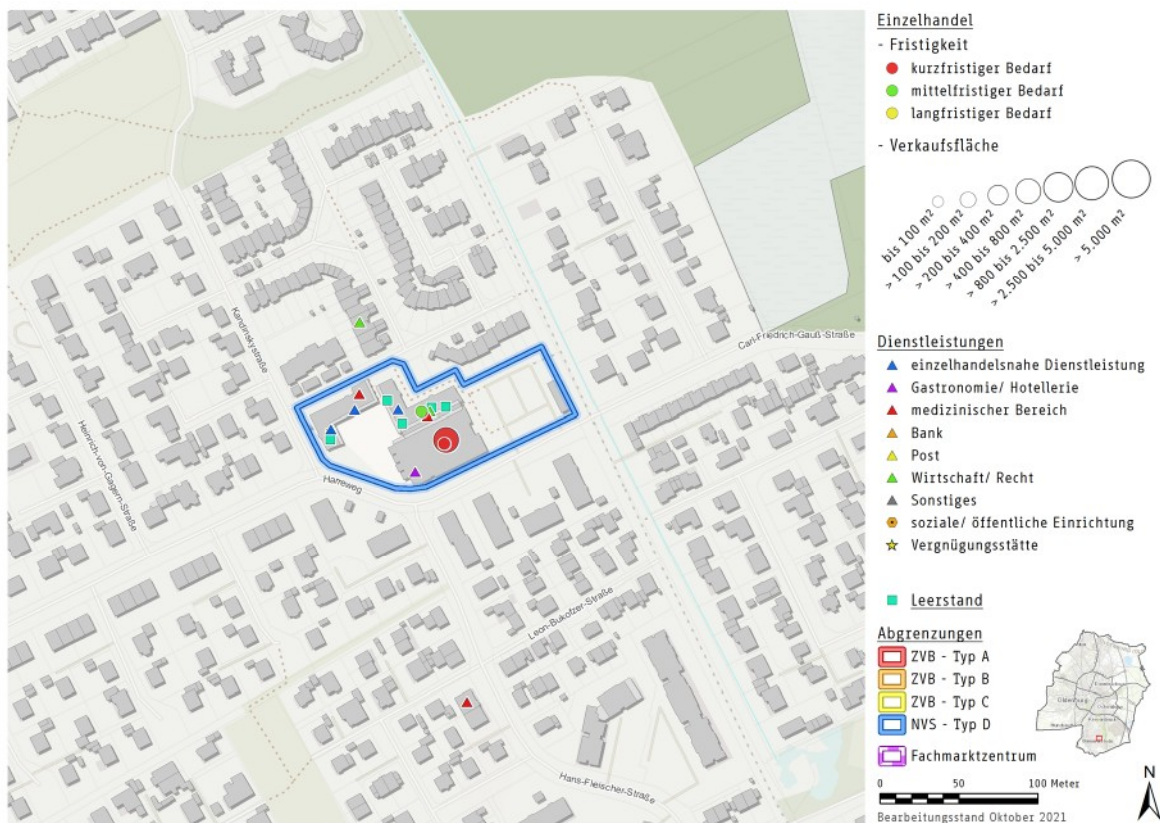 Einzelhandel
- Fristigkeit
kurzfristiger Bedarf
mittelfristiger Bedarf
langfristiger Bedarf
- Verkaufsfläche
bis 100 m²
> 100 bis 200 m²
> 200 bis 400 m²
> 400 bis 800 m²
> 800 bis 2.500 m²
> 2.500 bis 5.000 m²
> 5.000 m²
Kandinskystraße
Carl-Friedrich-Gauß-Straße
Heinrich-von-Gagern-Straße
Harreweg
Leon-Bukofzer-Straße
Hans-Fleischer-Straße
Dienstleistungen
einzelhandelsnahe Dienstleistung
Gastronomie/ Hotellerie
medizinischer Bereich
Bank
Post
Wirtschaft/ Recht
Sonstiges
soziale/ öffentliche Einrichtung
Vergnügungsstätte
Leerstand
Abgrenzungen
ZVB - Typ A
ZVB - Typ B
ZVB - Typ C
NVS - Typ D
Fachmarktzentrum
0 50 100 Meter
N
Bearbeitungsstand Oktober 2021